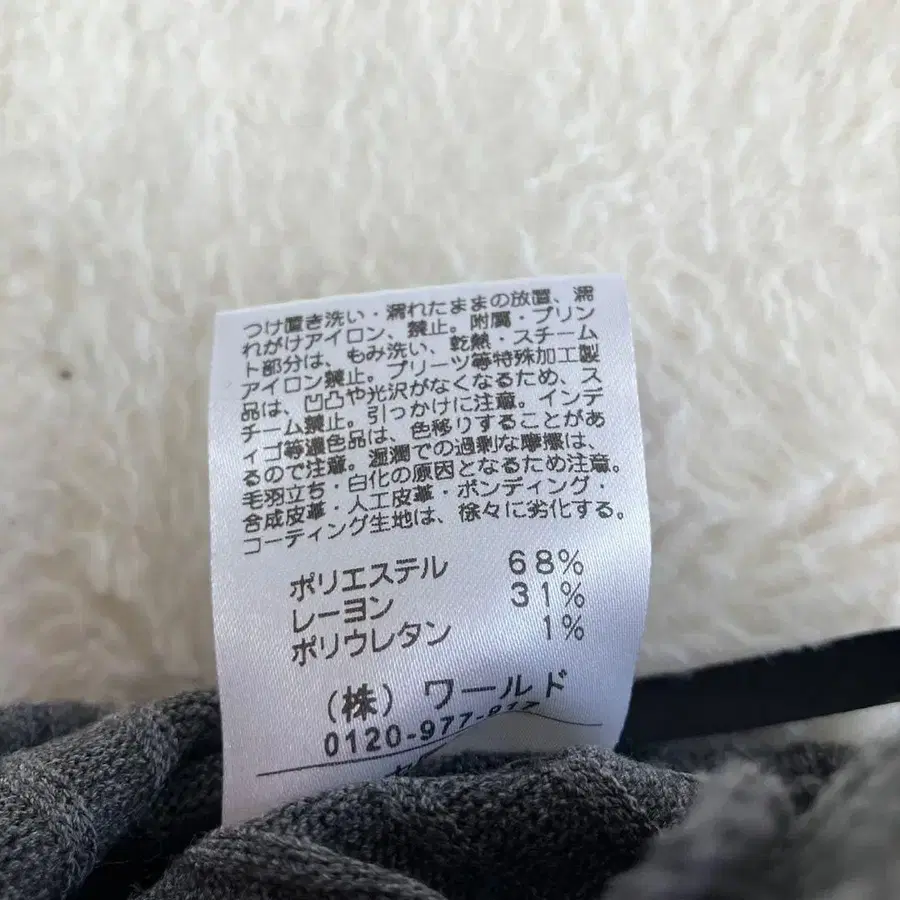 つけ置き洗い・濡れたままの放置、濡
れがけアイロン、禁止。附属・プリン
ト部分は、もみ洗い、乾熱・スチーム
アイロン禁止。プリーツ等特殊加工製
品は、凹凸や光沢がなくなるため、ス
チーム禁止。引っかけに注意。インデ
ィゴ等濃色品は、色移りすることがあ
るので注意。湿潤での過剰な摩擦は、
毛羽立ち・白化の原因となるため注意。
合成皮革・人工皮革・ボンディング・
コーティング生地は、徐々に劣化する。
ポリエステル 68%
レーヨン 31%
ポリウレタン 1%
(株) ワールド
0120-977-